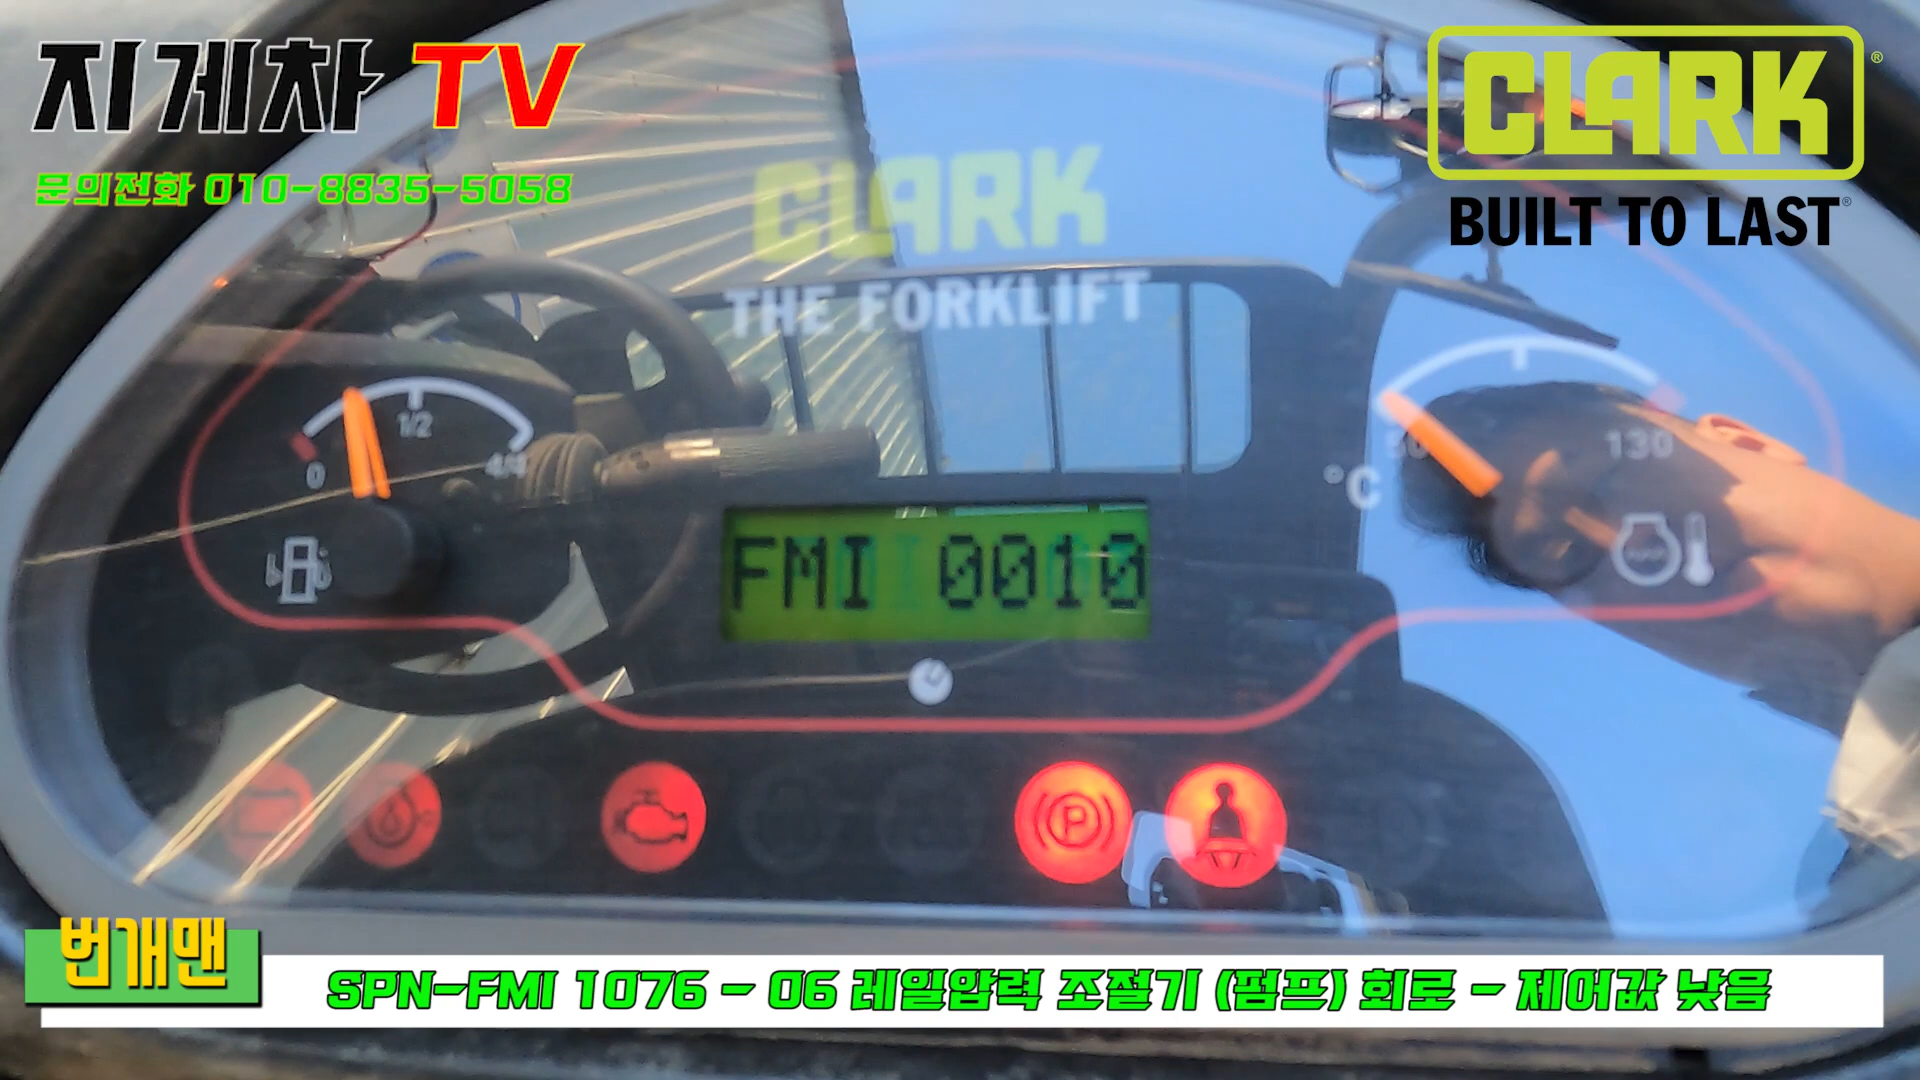 지게차 TV
문의전화 010-8835-5058
CLARK®
BUILT TO LAST®
CLARK
THE FORKLIFT
1/2
0
4/4
50
130
°C
FMI 0010
P
번개맨
SPN-FMI 1076 - 06 레일압력 조절기 (펌프) 회로 - 제어값 낮음